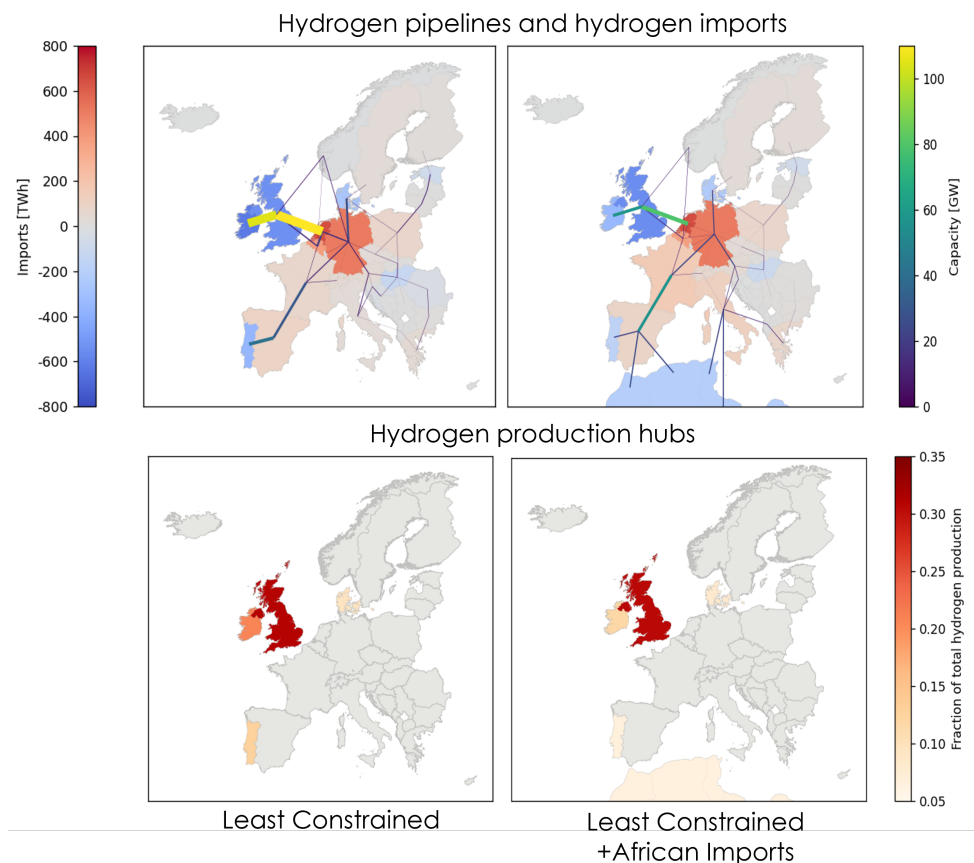 Hydrogen pipelines and hydrogen imports
800
600
400
200
0
-200
-400
-600
-800
Imports [TWh]
100
80
60
40
20
0
Capacity [GW]
Hydrogen production hubs
0.35
0.30
0.25
0.20
0.15
0.10
0.05
Fraction of total hydrogen production
Least Constrained
Least Constrained
+African Imports